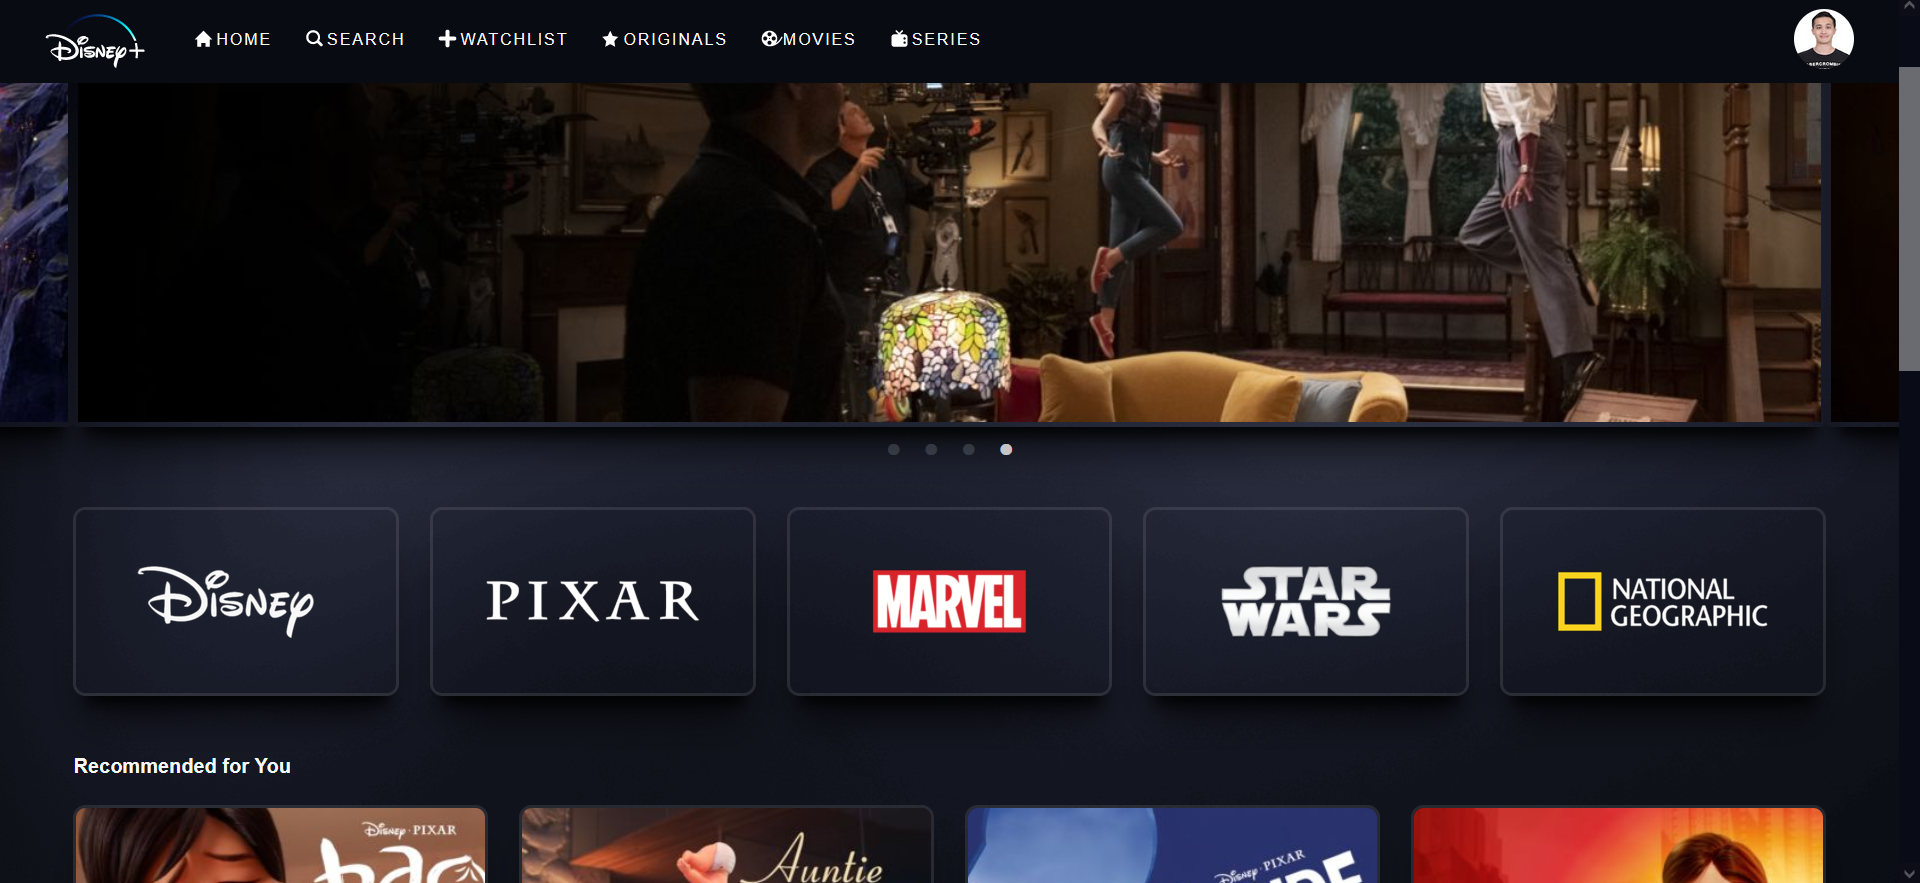 Disney+
HOME
SEARCH
WATCHLIST
ORIGINALS
MOVIES
SERIES
Disney
PIXAR
MARVEL
STAR
WARS
NATIONAL
GEOGRAPHIC
Recommended for You
Disney · PIXAR
bao
Auntie
Disney · PIXAR